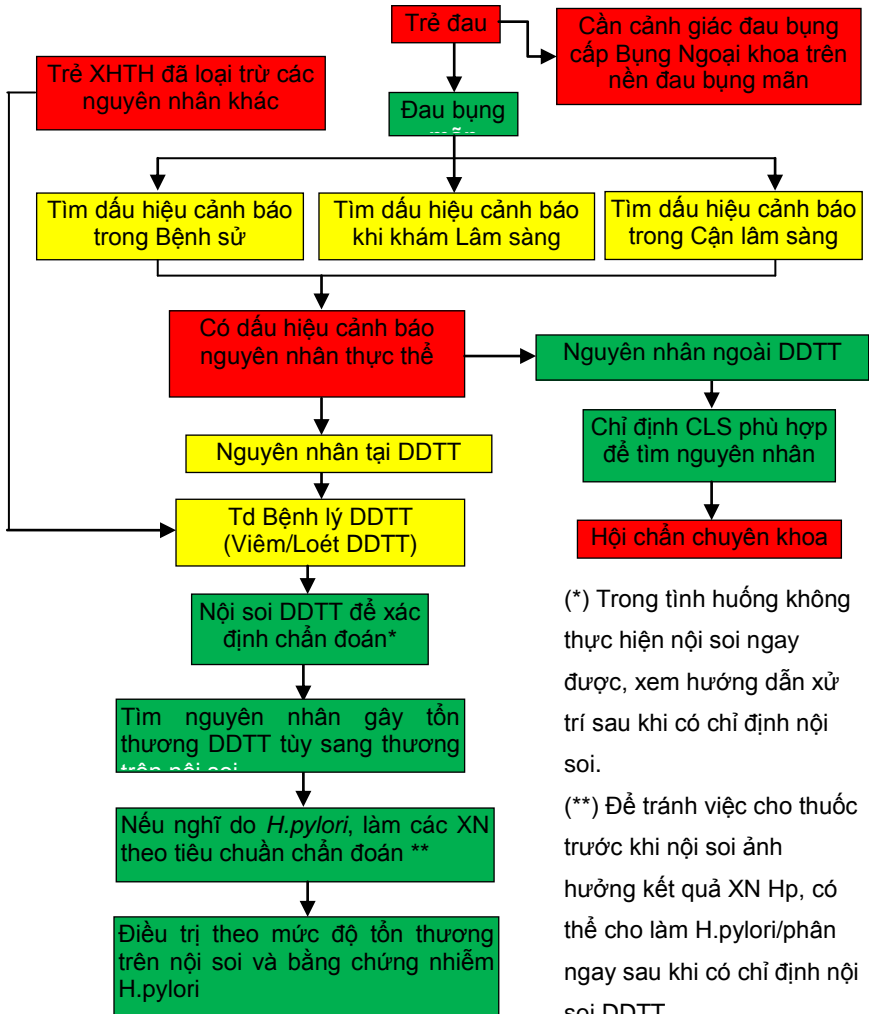 Trẻ đau
Cần cảnh giác đau bụng
cấp Bụng Ngoại khoa trên
nền đau bụng mãn
Trẻ XHTH đã loại trừ các
nguyên nhân khác
Đau bụng
Tìm dấu hiệu cảnh báo
trong Bệnh sử
Tìm dấu hiệu cảnh báo
khi khám Lâm sàng
Tìm dấu hiệu cảnh báo
trong Cận lâm sàng
Có dấu hiệu cảnh báo
nguyên nhân thực thể
Nguyên nhân ngoài DDTT
Chỉ định CLS phù hợp
để tìm nguyên nhân
Hội chẩn chuyên khoa
Nguyên nhân tại DDTT
Td Bệnh lý DDTT
(Viêm/Loét DDTT)
Nội soi DDTT để xác
định chẩn đoán*
Tìm nguyên nhân gây tổn
thương DDTT tùy sang thương
trên nội soi
Nếu nghĩ do H.pylori, làm các XN
theo tiêu chuẩn chẩn đoán **
Điều trị theo mức độ tổn thương
trên nội soi và bằng chứng nhiễm
H.pylori
(*) Trong tình huống không
thực hiện nội soi ngay
được, xem hướng dẫn xử
trí sau khi có chỉ định nội
soi.
(**) Để tránh việc cho thuốc
trước khi nội soi ảnh
hưởng kết quả XN Hp, có
thể cho làm H.pylori/phân
ngay sau khi có chỉ định nội
soi DDTT